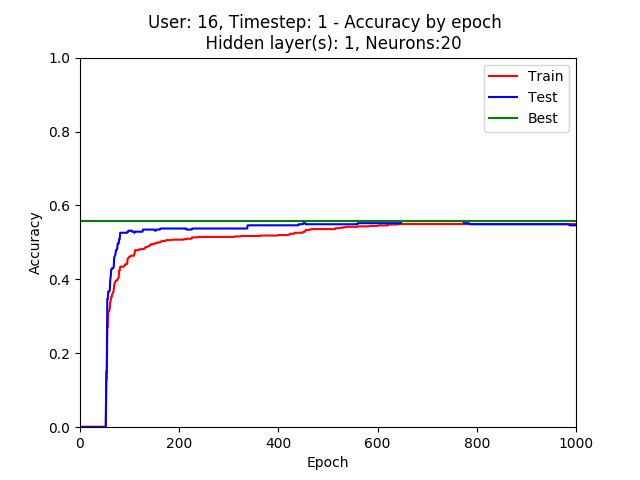 User: 16, Timestep: 1 - Accuracy by epoch
Hidden layer(s): 1, Neurons:20
1.0
0.8
0.6
0.4
0.2
0.0
Accuracy
Train
Test
Best
0 200 400 600 800 1000
Epoch